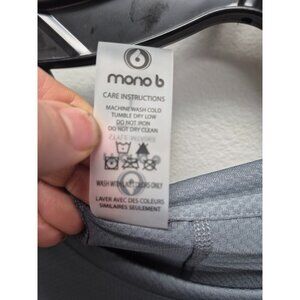 mono b
CARE INSTRUCTIONS
MACHINE WASH COLD
TUMBLE DRY LOW
DO NOT IRON
DO NOT DRY CLEAN
WASH WITH LIKE COLORS ONLY
LAVER AVEC DES COULEURS
SIMILAIRES SEULEMENT